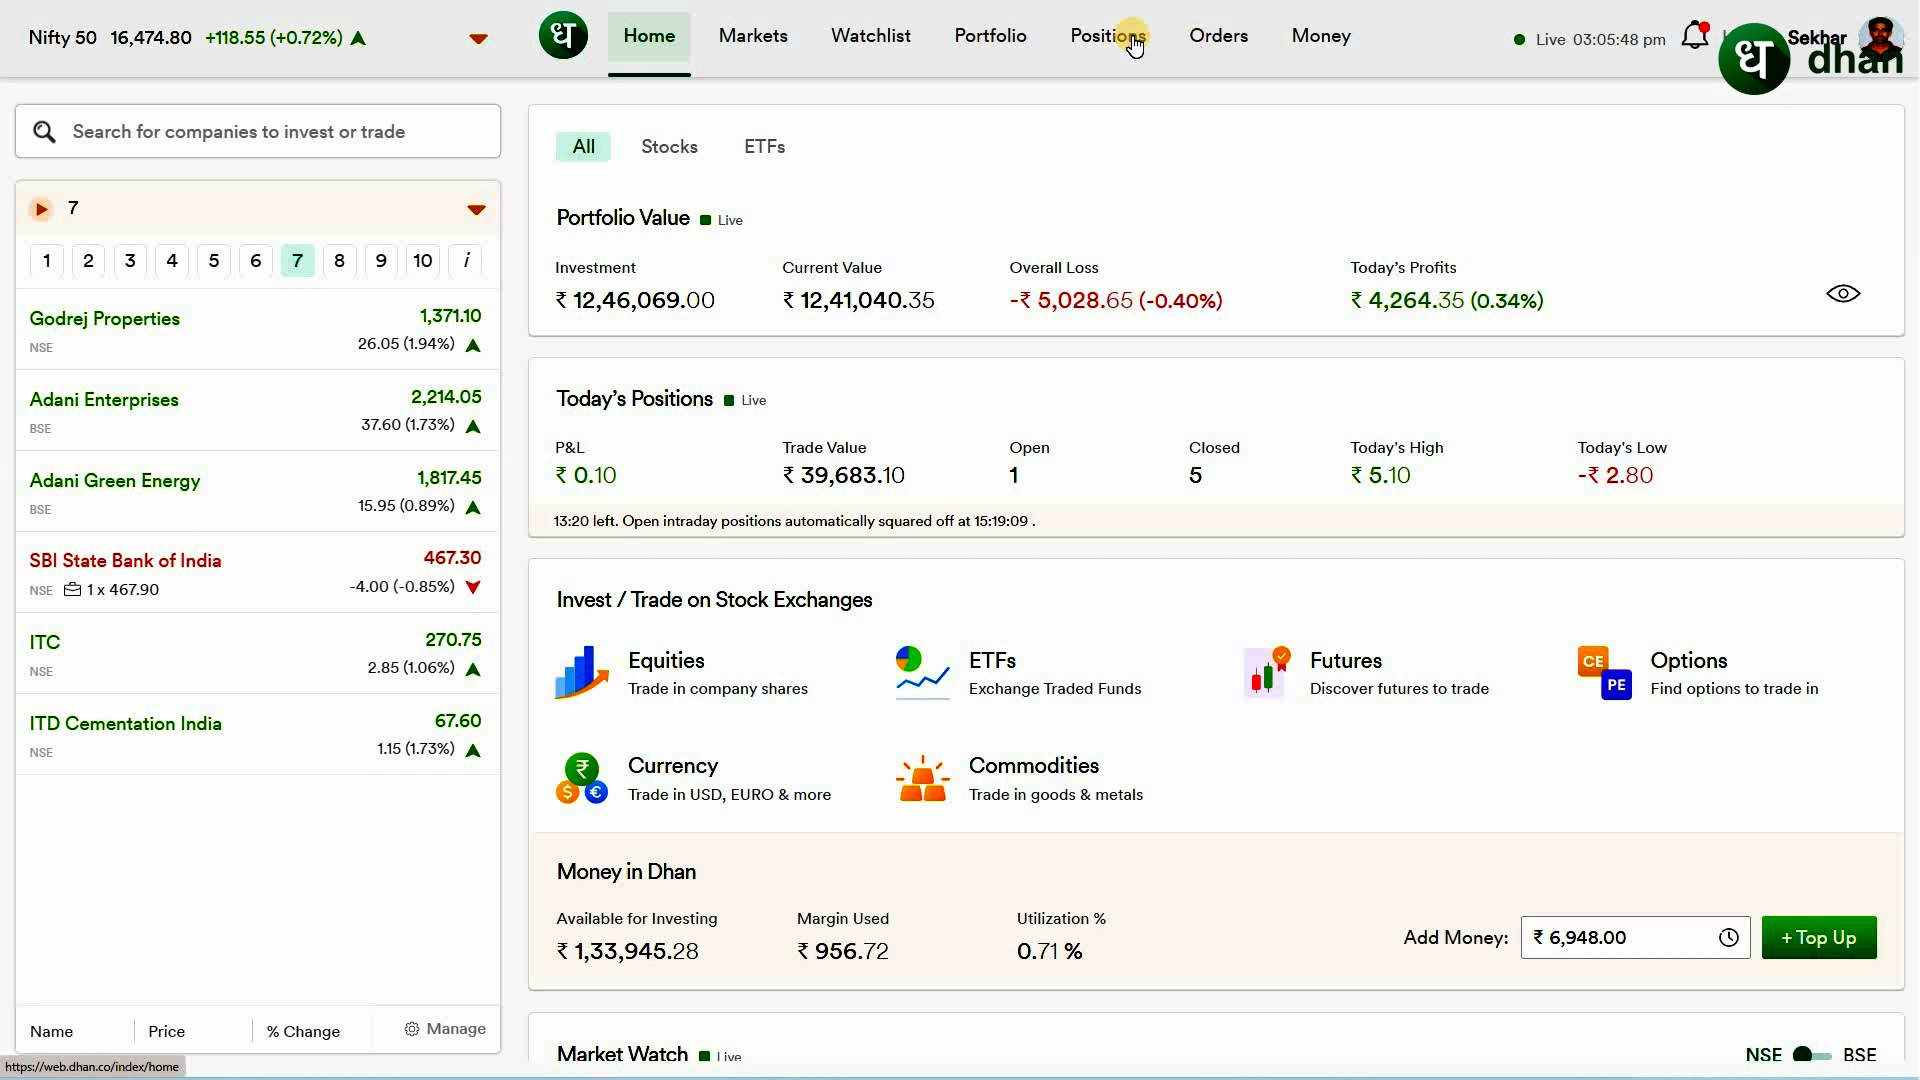 Nifty 50 16,474.80 +118.55 (+0.72%)
ध
Home Markets Watchlist Portfolio Positions Orders Money
Live 03:05:48 pm
Sekhar
ध dhan
Search for companies to invest or trade
7
1 2 3 4 5 6 7 8 9 10 i
Godrej Properties 1,371.10
NSE 26.05 (1.94%)
Adani Enterprises 2,214.05
BSE 37.60 (1.73%)
Adani Green Energy 1,817.45
BSE 15.95 (0.89%)
SBI State Bank of India 467.30
NSE 1 x 467.90 -4.00 (-0.85%)
ITC 270.75
NSE 2.85 (1.06%)
ITD Cementation India 67.60
NSE 1.15 (1.73%)
Name Price % Change Manage
https://web.dhan.co/index/home
All Stocks ETFs
Portfolio Value Live
Investment Current Value Overall Loss Today's Profits
₹ 12,46,069.00 ₹ 12,41,040.35 -₹ 5,028.65 (-0.40%) ₹ 4,264.35 (0.34%)
Today's Positions Live
P&L Trade Value Open Closed Today's High Today's Low
₹ 0.10 ₹ 39,683.10 1 5 ₹ 5.10 -₹ 2.80
13:20 left. Open intraday positions automatically squared off at 15:19:09 .
Invest / Trade on Stock Exchanges
Equities ETFs Futures CE PE Options
Trade in company shares Exchange Traded Funds Discover futures to trade Find options to trade in
₹ $ € Currency Commodities
Trade in USD, EURO & more Trade in goods & metals
Money in Dhan
Available for Investing Margin Used Utilization %
₹ 1,33,945.28 ₹ 956.72 0.71 % Add Money: ₹ 6,948.00 + Top Up
Market Watch Live NSE BSE